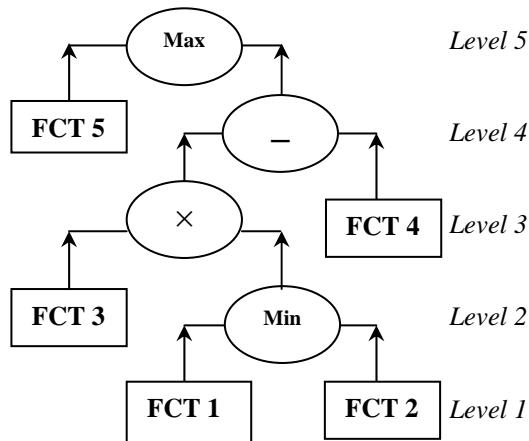 Max
Level 5
FCT 5
–
Level 4
×
FCT 4
Level 3
FCT 3
Min
Level 2
FCT 1
FCT 2
Level 1